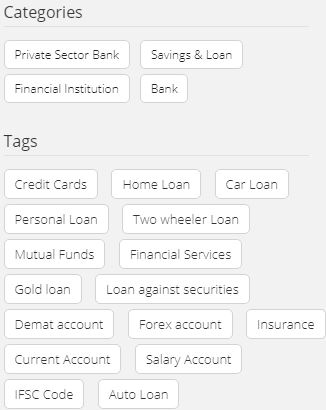 Categories
Private Sector Bank Savings & Loan
Financial Institution Bank
Tags
Credit Cards Home Loan Car Loan
Personal Loan Two wheeler Loan
Mutual Funds Financial Services
Gold loan Loan against securities
Demat account Forex account Insurance
Current Account Salary Account
IFSC Code Auto Loan